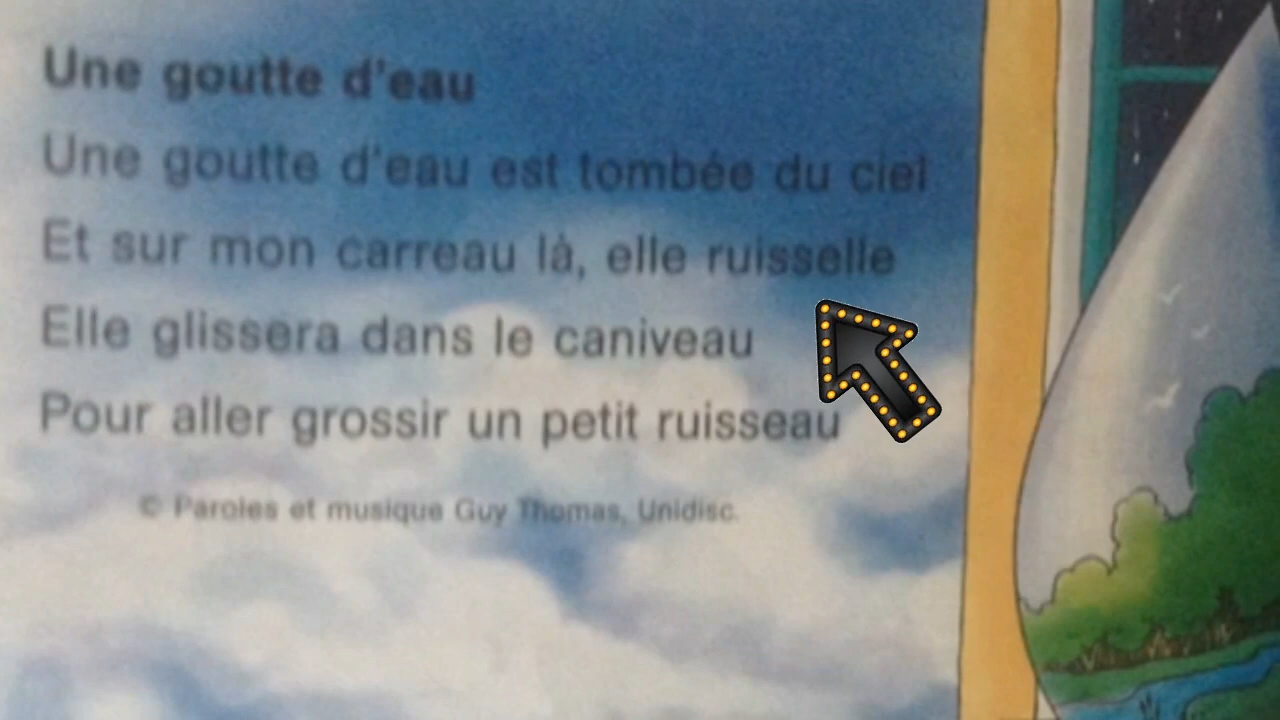 Une goutte d'eau
Une goutte d'eau est tombée du ciel
Et sur mon carreau là, elle ruisselle
Elle glissera dans le caniveau
Pour aller grossir un petit ruisseau
© Paroles et musique Guy Thomas, Unidisc.